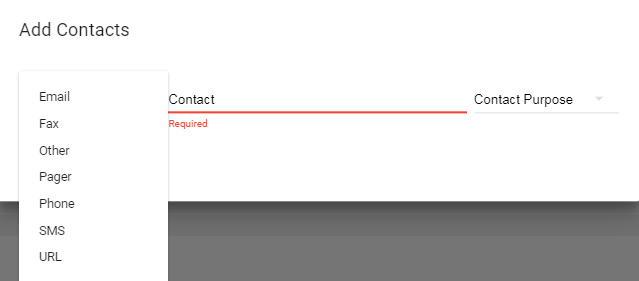 Add Contacts
Email
Fax
Other
Pager
Phone
SMS
URL
Contact
Required
Contact Purpose